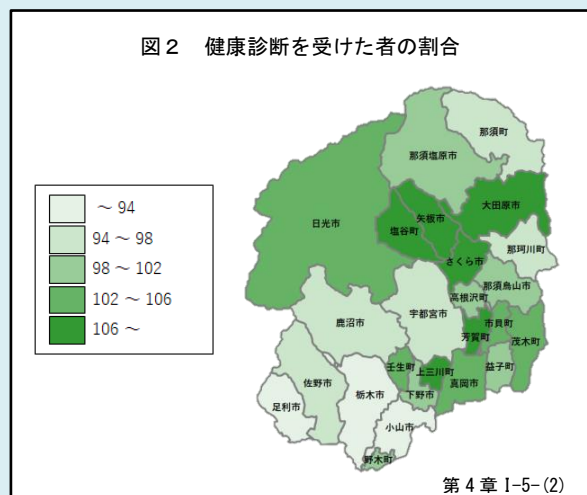 図２　健康診断を受けた者の割合
～ 94
94 ～ 98
98 ～ 102
102 ～ 106
106 ～
那須町
那須塩原市
大田原市
矢板市
日光市
塩谷町
那珂川町
さくら市
那須烏山市
高根沢町
宇都宮市
鹿沼市
市貝町
芳賀町
茂木町
壬生町
上三川町
益子町
真岡市
佐野市
栃木市
下野市
足利市
小山市
野木町
第４章 I-5-(2)